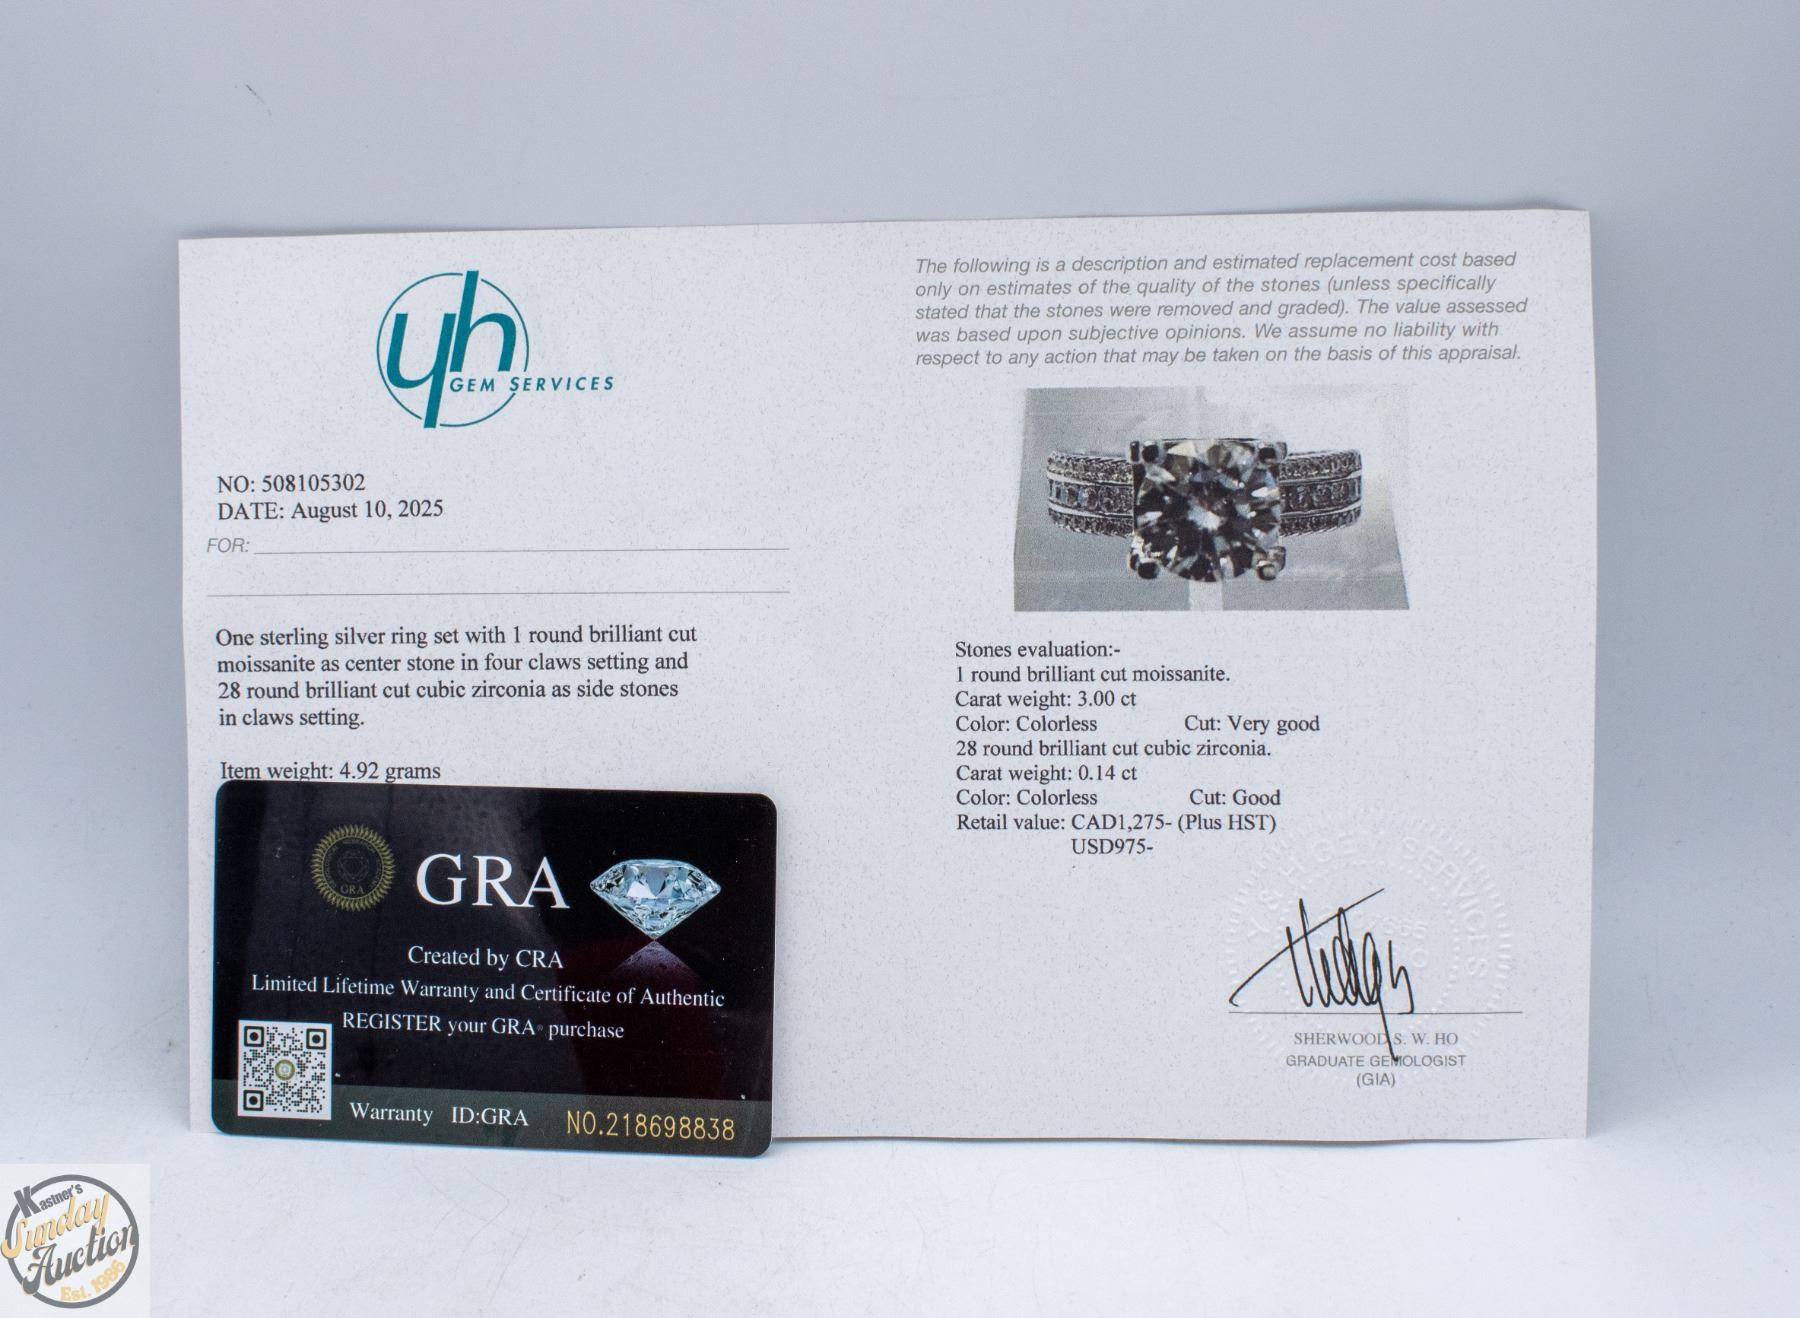 yh
GEM SERVICES
NO: 508105302
DATE: August 10, 2025
FOR:
One sterling silver ring set with 1 round brilliant cut
moissanite as center stone in four claws setting and
28 round brilliant cut cubic zirconia as side stones
in claws setting.
Item weight: 4.92 grams
The following is a description and estimated replacement cost based
only on estimates of the quality of the stones (unless specifically
stated that the stones were removed and graded). The value assessed
was based upon subjective opinions. We assume no liability with
respect to any action that may be taken on the basis of this appraisal.
Stones evaluation:-
1 round brilliant cut moissanite.
Carat weight: 3.00 ct
Color: Colorless Cut: Very good
28 round brilliant cut cubic zirconia.
Carat weight: 0.14 ct
Color: Colorless Cut: Good
Retail value: CAD1,275- (Plus HST)
USD975-
SHERWOOD S. W. HO
GRADUATE GEMOLOGIST
(GIA)
GRA
GRA
Created by CRA
Limited Lifetime Warranty and Certificate of Authentic
REGISTER your GRA® purchase
Warranty ID:GRA NO.218698838
Kastner's
Sunday
Auction
Est. 1986